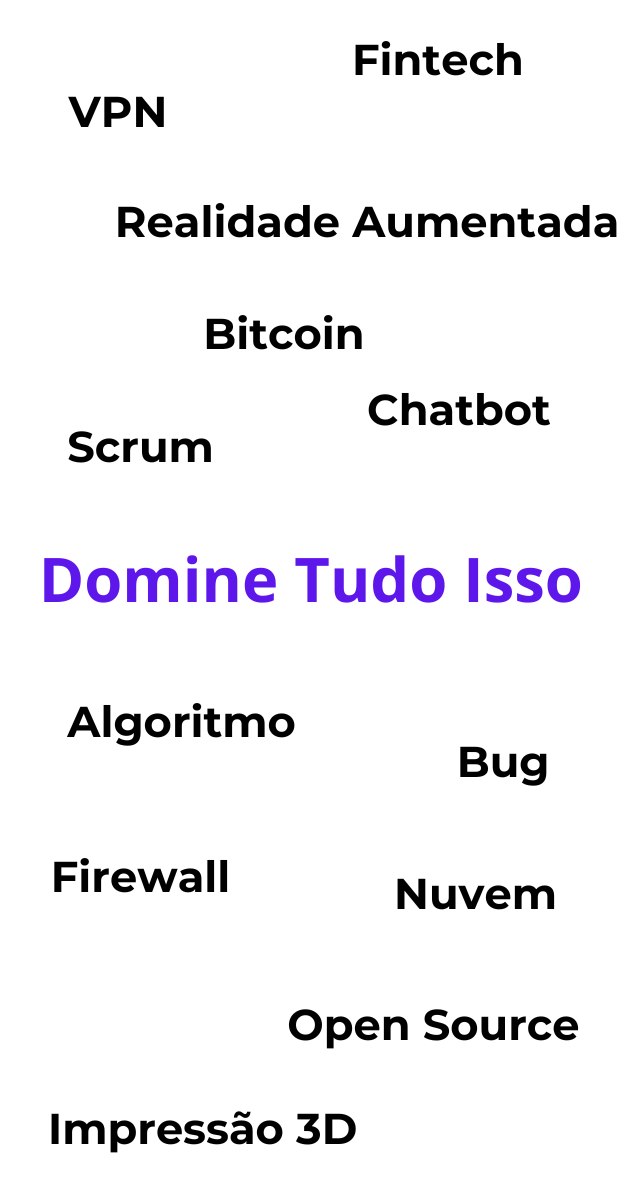 Fintech
VPN
Realidade Aumentada
Bitcoin
Chatbot
Scrum
Domine Tudo Isso
Algoritmo
Bug
Firewall
Nuvem
Open Source
Impressão 3D